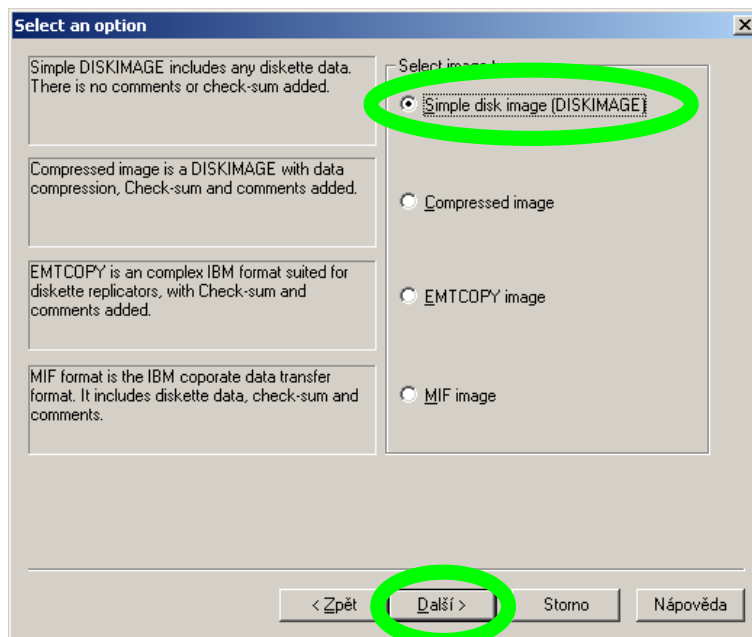 Select an option
Simple DISKIMAGE includes any diskette data.
There is no comments or check-sum added.
Select image t
Simple disk image (DISKIMAGE)
Compressed image is a DISKIMAGE with data
compression, Check-sum and comments added.
Compressed image
EMTCOPY is an complex IBM format suited for
diskette replicators, with Check-sum and
comments added.
EMTCOPY image
MIF format is the IBM coporate data transfer
format. It includes diskette data, check-sum and
comments.
MIF image
< Zpět
Další >
Storno
Nápověda